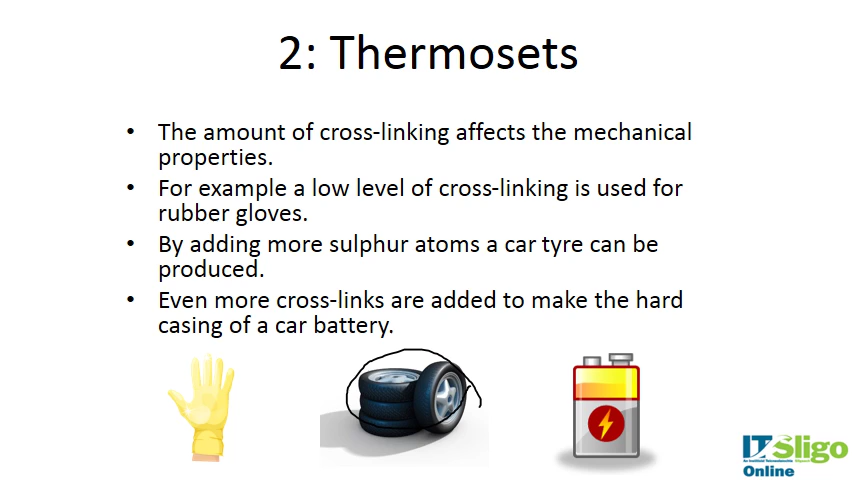 2: Thermosets
• The amount of cross-linking affects the mechanical
properties.
• For example a low level of cross-linking is used for
rubber gloves.
• By adding more sulphur atoms a car tyre can be
produced.
• Even more cross-links are added to make the hard
casing of a car battery.
IT Sligo
Online